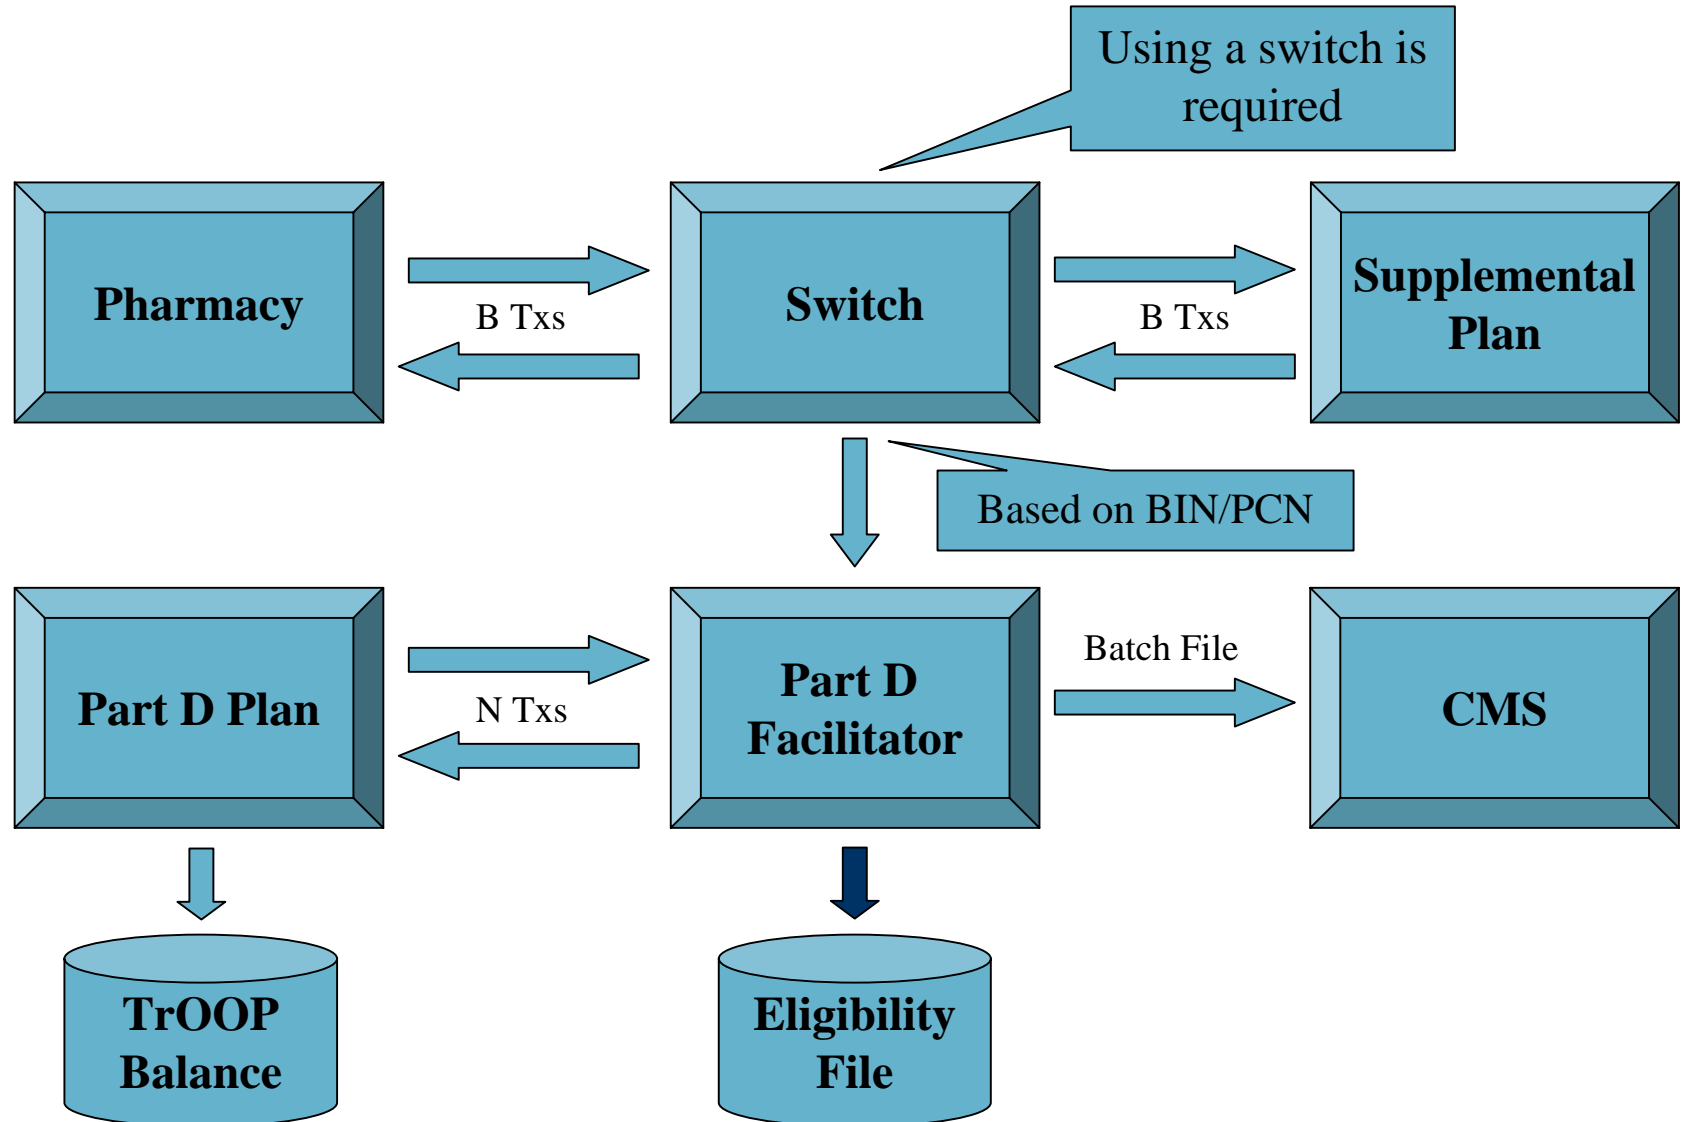 Using a switch is
required
Pharmacy
B Txs
Switch
B Txs
Supplemental
Plan
Based on BIN/PCN
Part D Plan
N Txs
Part D
Facilitator
Batch File
CMS
TrOOP
Balance
Eligibility
File